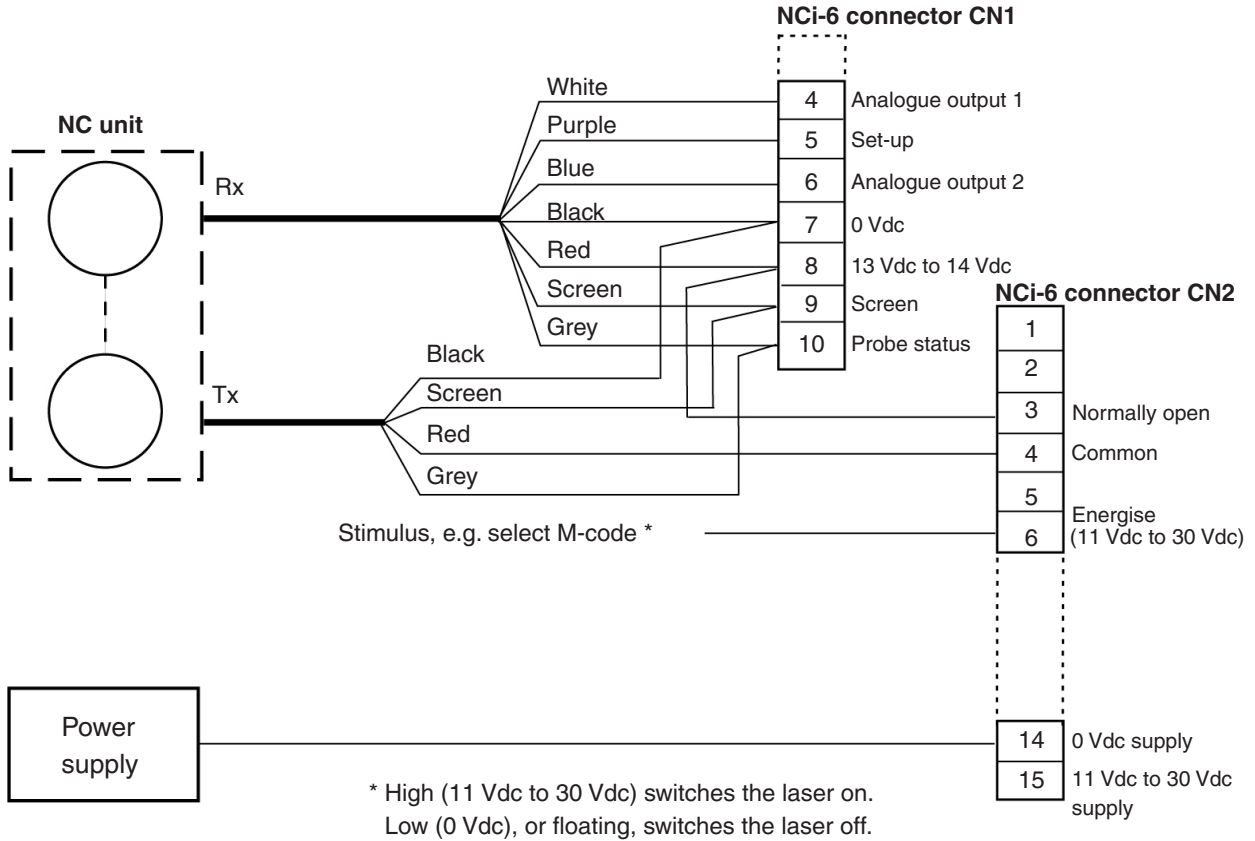 NCi-6 connector CN1
White
4 Analogue output 1
NC unit
Purple
5 Set-up
Blue
6 Analogue output 2
Rx
Black
7 0 Vdc
Red
8 13 Vdc to 14 Vdc
Screen
9 Screen
Grey
10 Probe status
NCi-6 connector CN2
1
2
Black
Tx
Screen
3 Normally open
Red
4 Common
Grey
5
Stimulus, e.g. select M-code *
6
Energise
(11 Vdc to 30 Vdc)
Power
supply
14 0 Vdc supply
15 11 Vdc to 30 Vdc
supply
* High (11 Vdc to 30 Vdc) switches the laser on.
Low (0 Vdc), or floating, switches the laser off.